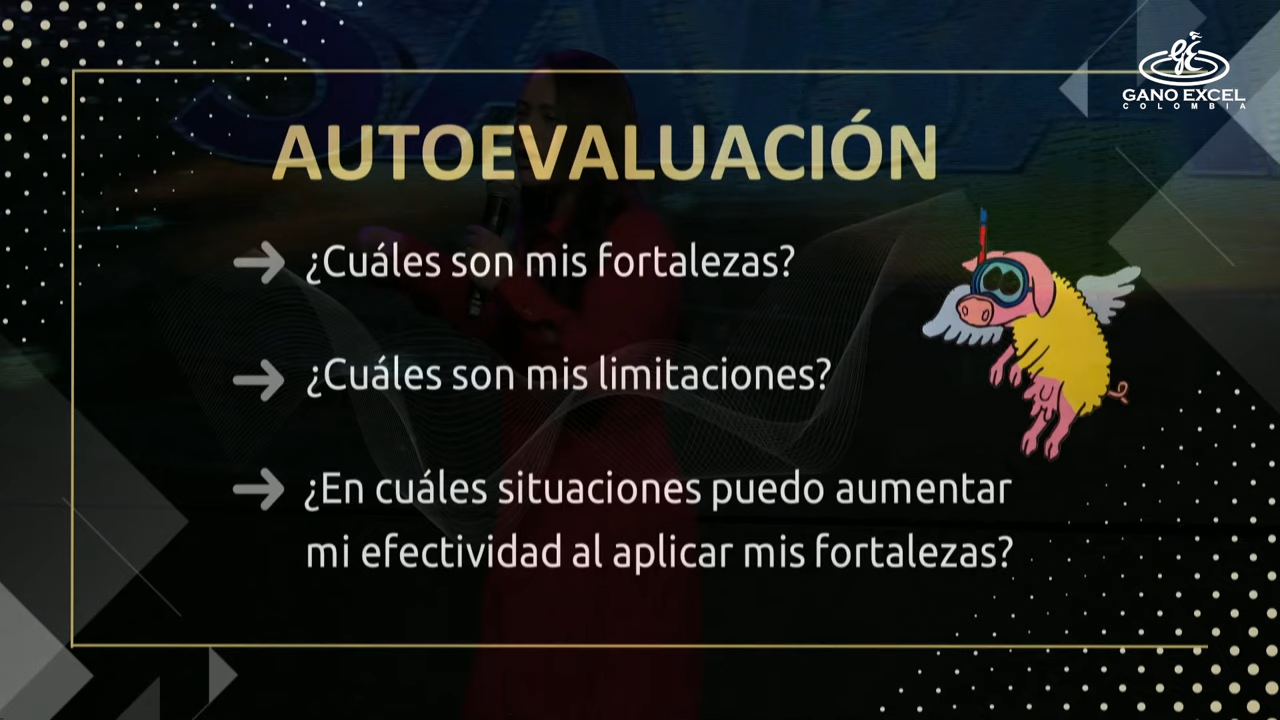 GANO EXCEL
COLOMBIA
AUTOEVALUACIÓN
¿Cuáles son mis fortalezas?
¿Cuáles son mis limitaciones?
¿En cuáles situaciones puedo aumentar
mi efectividad al aplicar mis fortalezas?